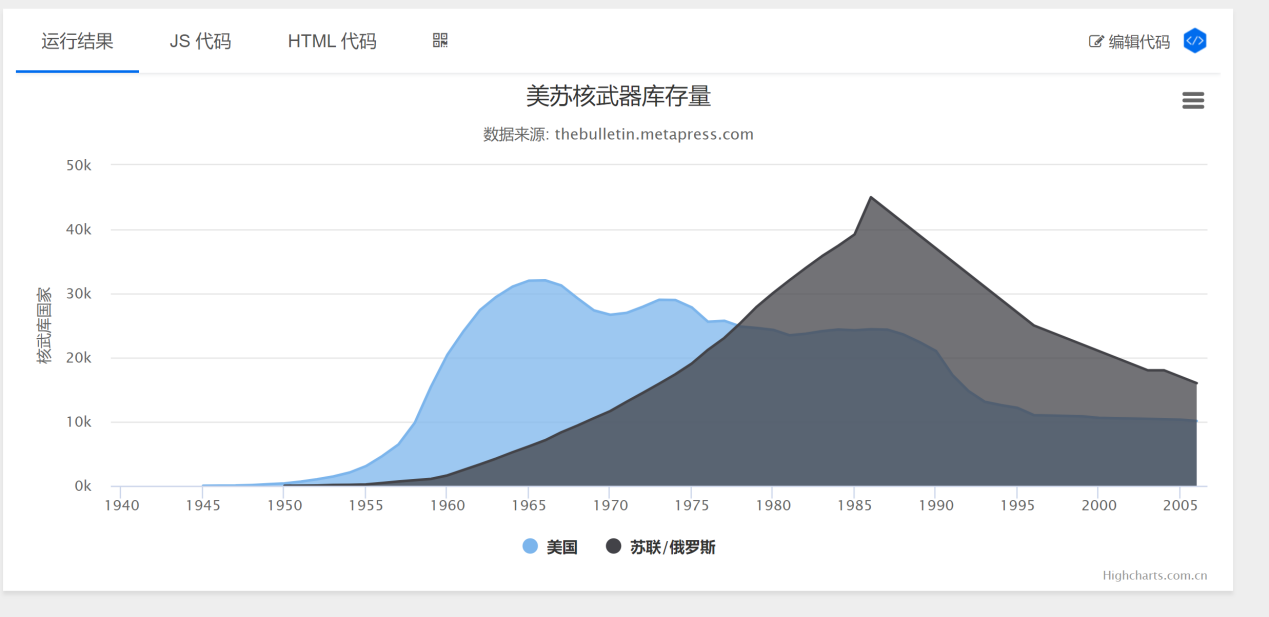 运行结果 JS 代码 HTML 代码 编辑代码
美苏核武器库存量
数据来源: thebulletin.metapress.com
核武库国家
50k
40k
30k
20k
10k
0k
1940 1945 1950 1955 1960 1965 1970 1975 1980 1985 1990 1995 2000 2005
美国 苏联/俄罗斯
Highcharts.com.cn